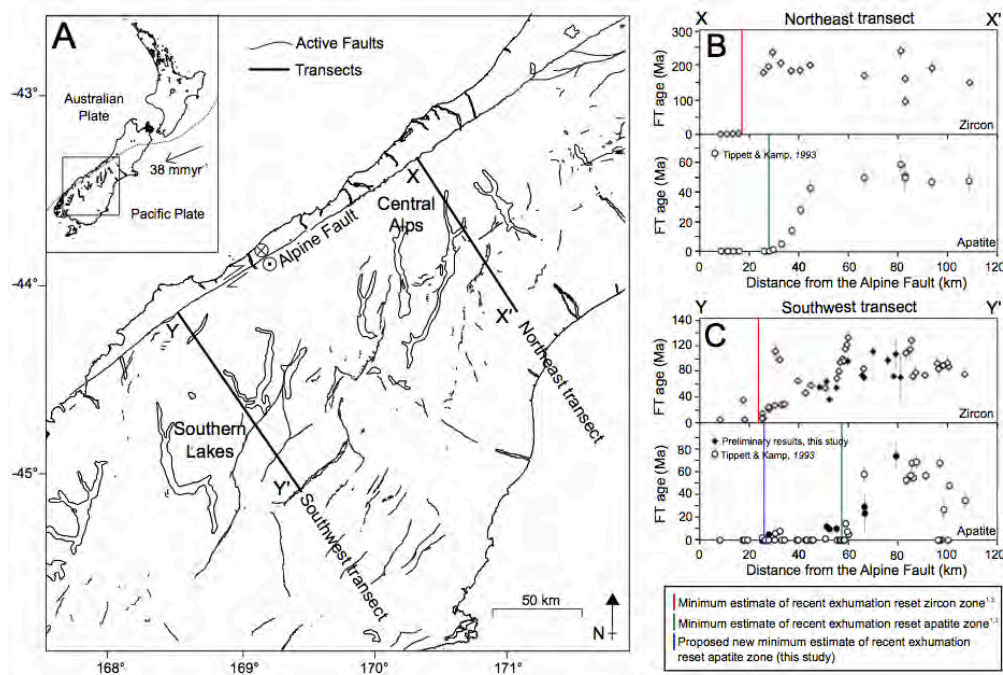 A
Active Faults
Transects
Australian
Plate
38 mmyr⁻¹
Pacific Plate
-43°
-44°
-45°
168°
169°
170°
171°
Alpine Fault
Central
Alps
Southern
Lakes
X
X'
Y
Y'
Northeast transect
Southwest transect
50 km
N
X Northeast transect X'
B
FT age (Ma)
300
200
100
0
Zircon
Tippett & Kamp, 1993
FT age (Ma)
60
40
20
0
Apatite
0 20 40 60 80 100 120
Distance from the Alpine Fault (km)
Y Southwest transect Y'
C
FT age (Ma)
140
120
100
80
60
40
20
0
Zircon
Preliminary results, this study
Tippett & Kamp, 1993
FT age (Ma)
80
60
40
20
0
Apatite
0 20 40 60 80 100 120
Distance from the Alpine Fault (km)
Minimum estimate of recent exhumation reset zircon zone
Minimum estimate of recent exhumation reset apatite zone
Proposed new minimum estimate of recent exhumation
reset apatite zone (this study)